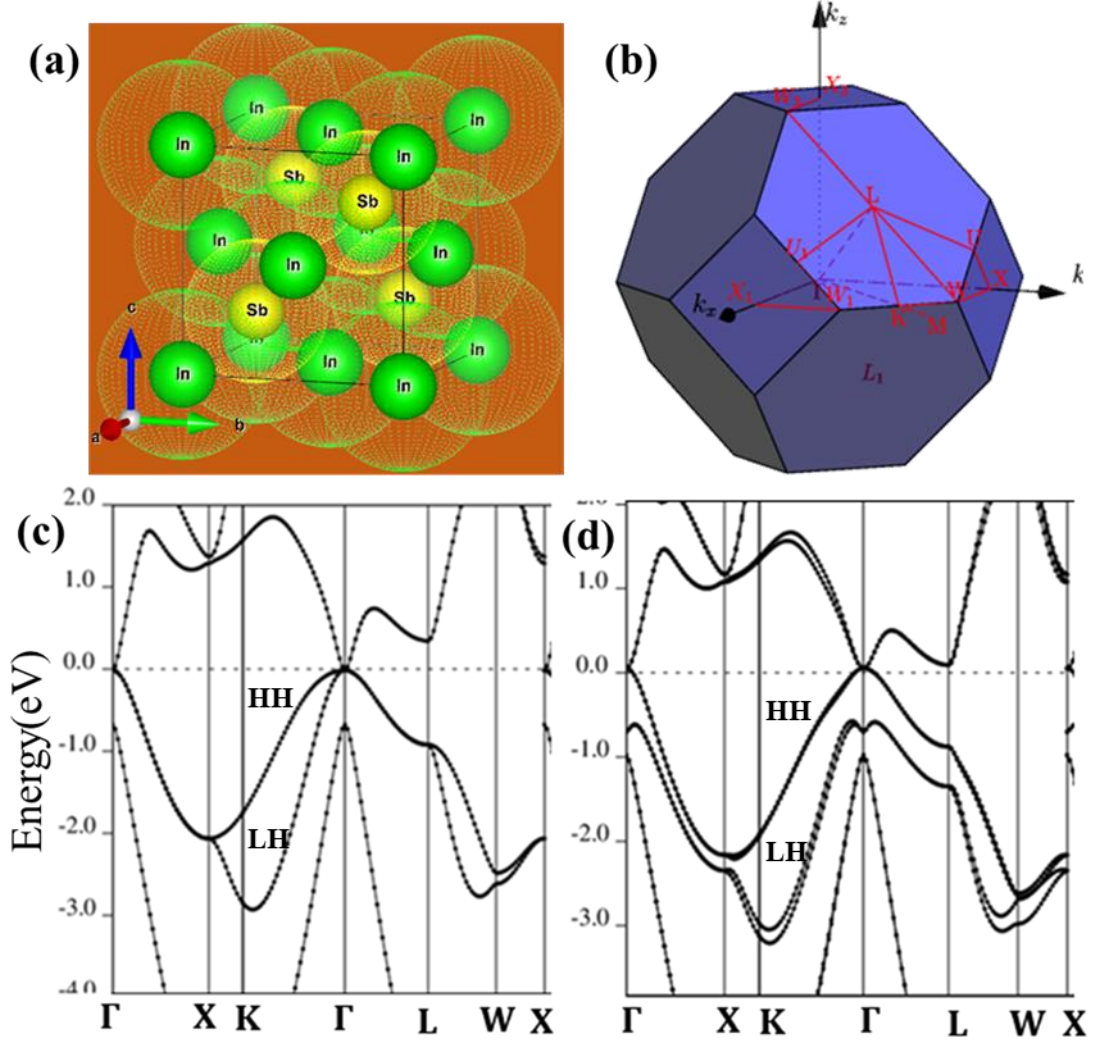 (a)
In
In
In
In
In
Sb
Sb
In
In
In
In
Sb
Sb
In
In
In
In
In
c
b
a
(b)
k_z
W_2
X_2
L
U
U_1
X_1
W_1
W
X
k
k_x
K
M
L_1
(c)
2.0
1.0
0.0
-1.0
-2.0
-3.0
-4.0
HH
LH
Energy(eV)
Γ X K Γ L W X
(d)
1.0
0.0
-1.0
-2.0
-3.0
HH
LH
Γ X K Γ L W X